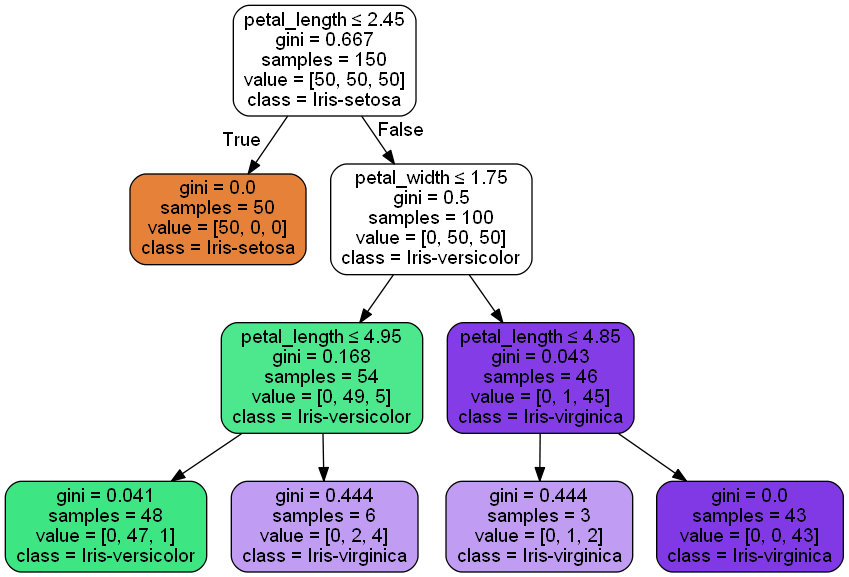 petal_length ≤ 2.45
gini = 0.667
samples = 150
value = [50, 50, 50]
class = Iris-setosa
True
False
gini = 0.0
samples = 50
value = [50, 0, 0]
class = Iris-setosa
petal_width ≤ 1.75
gini = 0.5
samples = 100
value = [0, 50, 50]
class = Iris-versicolor
petal_length ≤ 4.95
gini = 0.168
samples = 54
value = [0, 49, 5]
class = Iris-versicolor
petal_length ≤ 4.85
gini = 0.043
samples = 46
value = [0, 1, 45]
class = Iris-virginica
gini = 0.041
samples = 48
value = [0, 47, 1]
class = Iris-versicolor
gini = 0.444
samples = 6
value = [0, 2, 4]
class = Iris-virginica
gini = 0.444
samples = 3
value = [0, 1, 2]
class = Iris-virginica
gini = 0.0
samples = 43
value = [0, 0, 43]
class = Iris-virginica